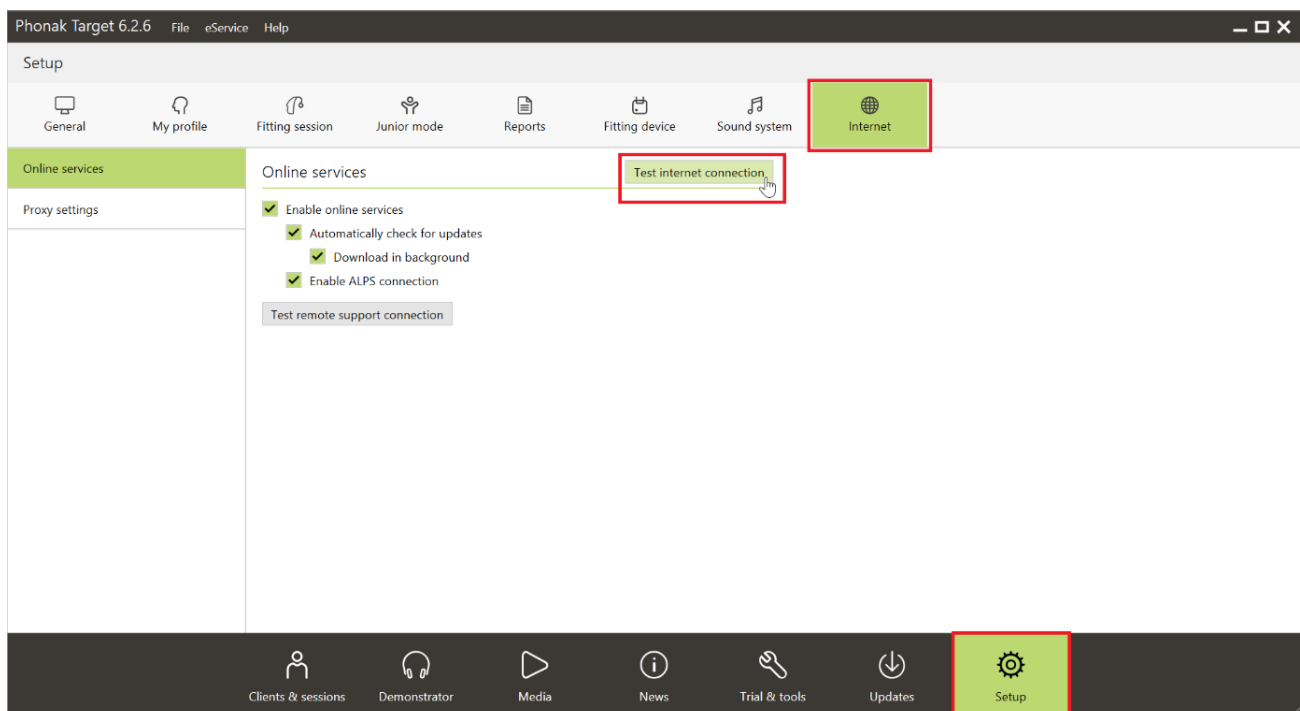 Phonak Target 6.2.6 File eService Help
Setup
General My profile Fitting session Junior mode Reports Fitting device Sound system Internet
Online services
Proxy settings
Online services Test internet connection
Enable online services
Automatically check for updates
Download in background
Enable ALPS connection
Test remote support connection
Clients & sessions Demonstrator Media News Trial & tools Updates Setup